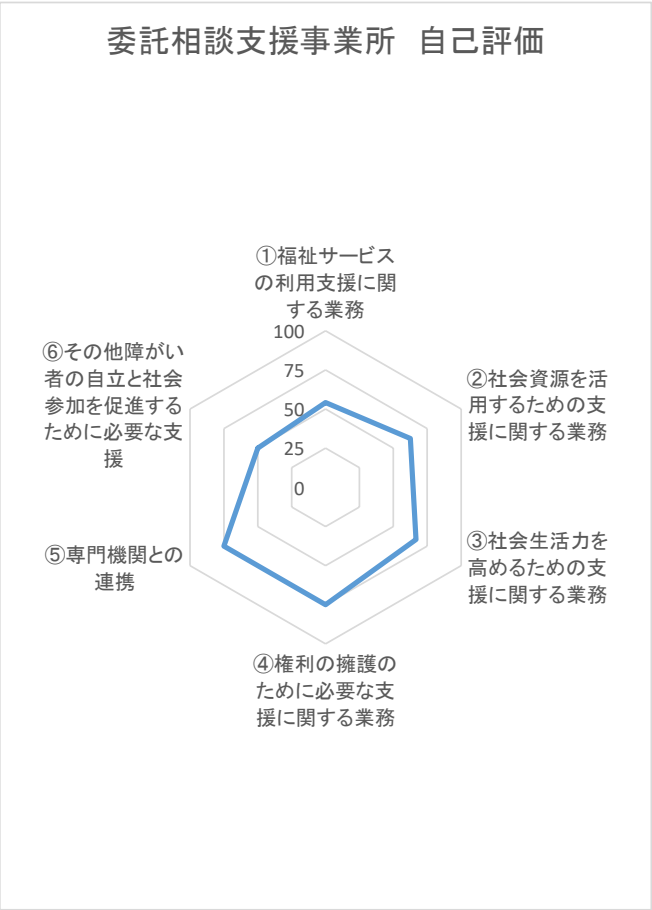 委託相談支援事業所 自己評価
①福祉サービス
の利用支援に関
する業務
100
75
50
25
0
②社会資源を活
用するための支
援に関する業務
③社会生活力を
高めるための支
援に関する業務
④権利の擁護の
ために必要な支
援に関する業務
⑤専門機関との
連携
⑥その他障がい
者の自立と社会
参加を促進する
ために必要な支
援